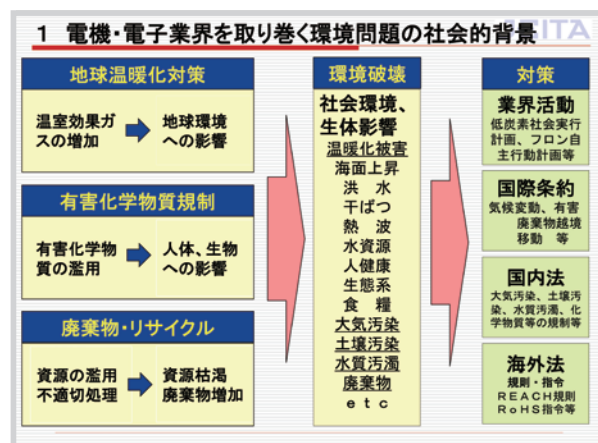 JEITA
1 電機・電子業界を取り巻く環境問題の社会的背景
地球温暖化対策
温室効果ガ
スの増加
地球環境
への影響
有害化学物質規制
有害化学物
質の濫用
人体、生物
への影響
廃棄物・リサイクル
資源の濫用
不適切処理
資源枯渇
廃棄物増加
環境破壊
社会環境、
生体影響
温暖化被害
海面上昇
洪 水
干ばつ
熱 波
水資源
人健康
生態系
食 糧
大気汚染
土壌汚染
水質汚濁
廃棄物
etc
対策
業界活動
低炭素社会実行
計画、フロン自
主行動計画等
国際条約
気候変動、有害
廃棄物越境
移動 等
国内法
大気汚染、土壌汚
染、水質汚濁、化
学物質等の規制等
海外法
規則・指令
REACH規則
RoHS指令等